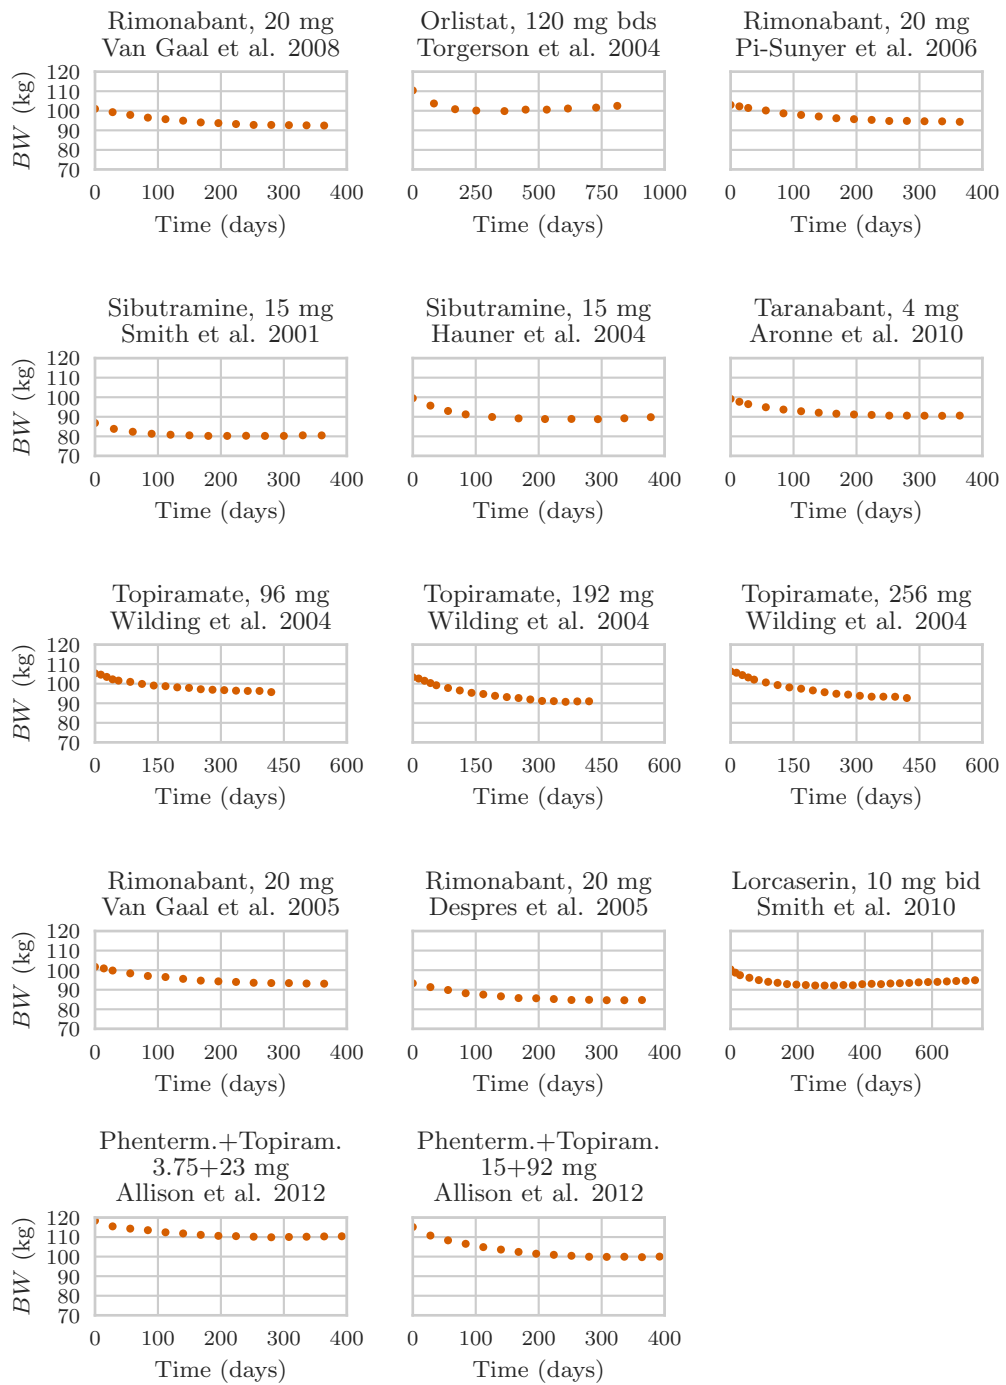 Rimonabant, 20 mg
Van Gaal et al. 2008
Orlistat, 120 mg bds
Torgerson et al. 2004
Rimonabant, 20 mg
Pi-Sunyer et al. 2006
BW (kg)
120
110
100
90
80
70
0 100 200 300 400
0 250 500 750 1000
0 100 200 300 400
Time (days)
Time (days)
Time (days)
Sibutramine, 15 mg
Smith et al. 2001
Sibutramine, 15 mg
Hauner et al. 2004
Taranabant, 4 mg
Aronne et al. 2010
BW (kg)
120
110
100
90
80
70
0 100 200 300 400
0 100 200 300 400
0 100 200 300 400
Time (days)
Time (days)
Time (days)
Topiramate, 96 mg
Wilding et al. 2004
Topiramate, 192 mg
Wilding et al. 2004
Topiramate, 256 mg
Wilding et al. 2004
BW (kg)
120
110
100
90
80
70
0 150 300 450 600
0 150 300 450 600
0 150 300 450 600
Time (days)
Time (days)
Time (days)
Rimonabant, 20 mg
Van Gaal et al. 2005
Rimonabant, 20 mg
Despres et al. 2005
Lorcaserin, 10 mg bid
Smith et al. 2010
BW (kg)
120
110
100
90
80
70
0 100 200 300 400
0 100 200 300 400
0 200 400 600
Time (days)
Time (days)
Time (days)
Phenterm.+Topiram.
3.75+23 mg
Allison et al. 2012
Phenterm.+Topiram.
15+92 mg
Allison et al. 2012
BW (kg)
120
110
100
90
80
70
0 100 200 300 400
0 100 200 300 400
Time (days)
Time (days)